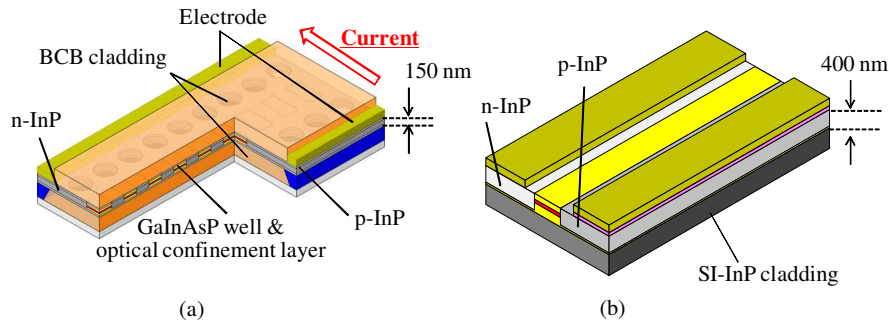 Electrode
BCB cladding
Current
150 nm
n-InP
p-InP
GaInAsP well &
optical confinement layer
(a)
p-InP
400 nm
n-InP
SI-InP cladding
(b)